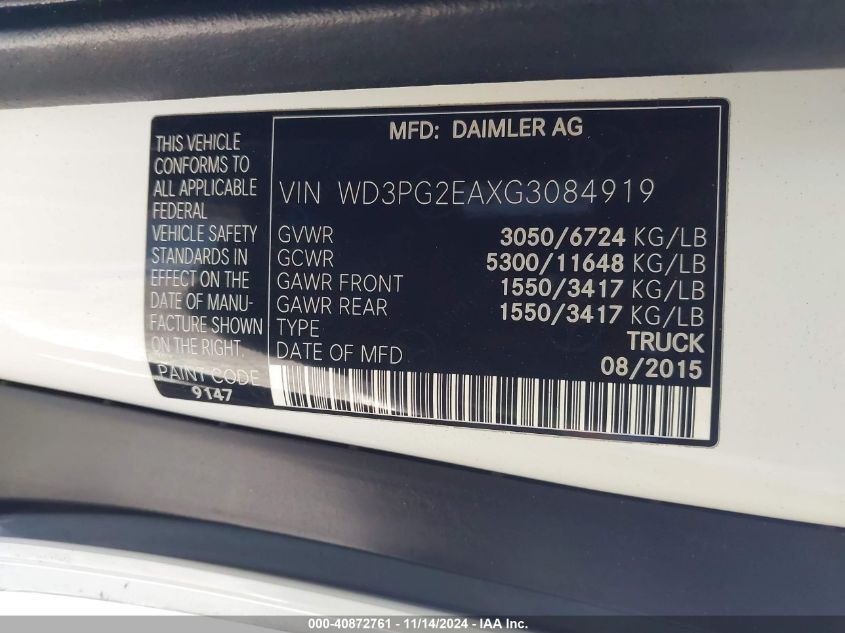 MFD: DAIMLER AG
THIS VEHICLE
CONFORMS TO
ALL APPLICABLE
FEDERAL
VEHICLE SAFETY
STANDARDS IN
EFFECT ON THE
DATE OF MANU-
FACTURE SHOWN
ON THE RIGHT.
PAINT CODE
9147
VIN WD3PG2EAXG3084919
GVWR 3050/6724 KG/LB
GCWR 5300/11648 KG/LB
GAWR FRONT 1550/3417 KG/LB
GAWR REAR 1550/3417 KG/LB
TYPE TRUCK
DATE OF MFD 08/2015
000-40872761 - 11/14/2024 - IAA Inc.